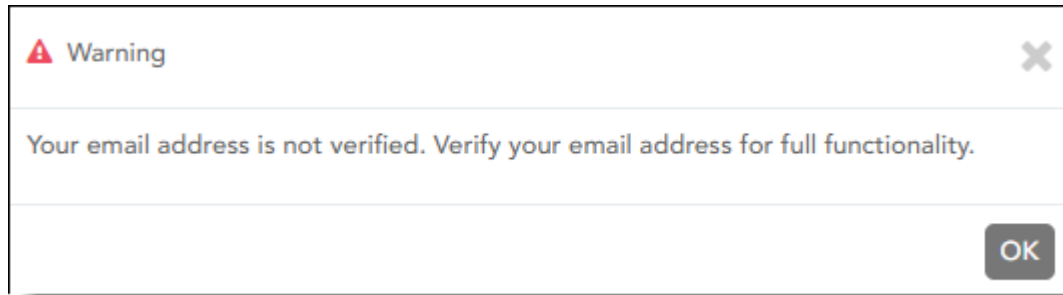 Warning
Your email address is not verified. Verify your email address for full functionality.
OK